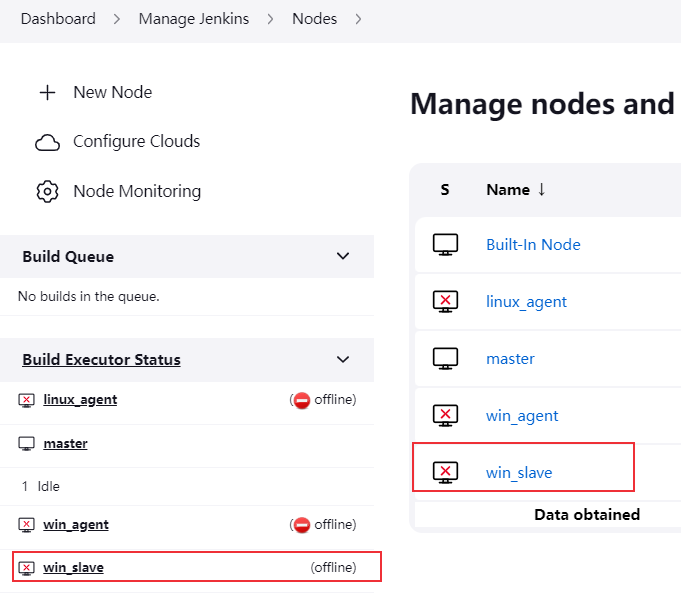 Dashboard > Manage Jenkins > Nodes >
New Node
Configure Clouds
Node Monitoring
Build Queue
No builds in the queue.
Build Executor Status
linux_agent (offline)
master
1 Idle
win_agent (offline)
win_slave (offline)
Manage nodes and
S Name ↓
Built-In Node
linux_agent
master
win_agent
win_slave
Data obtained